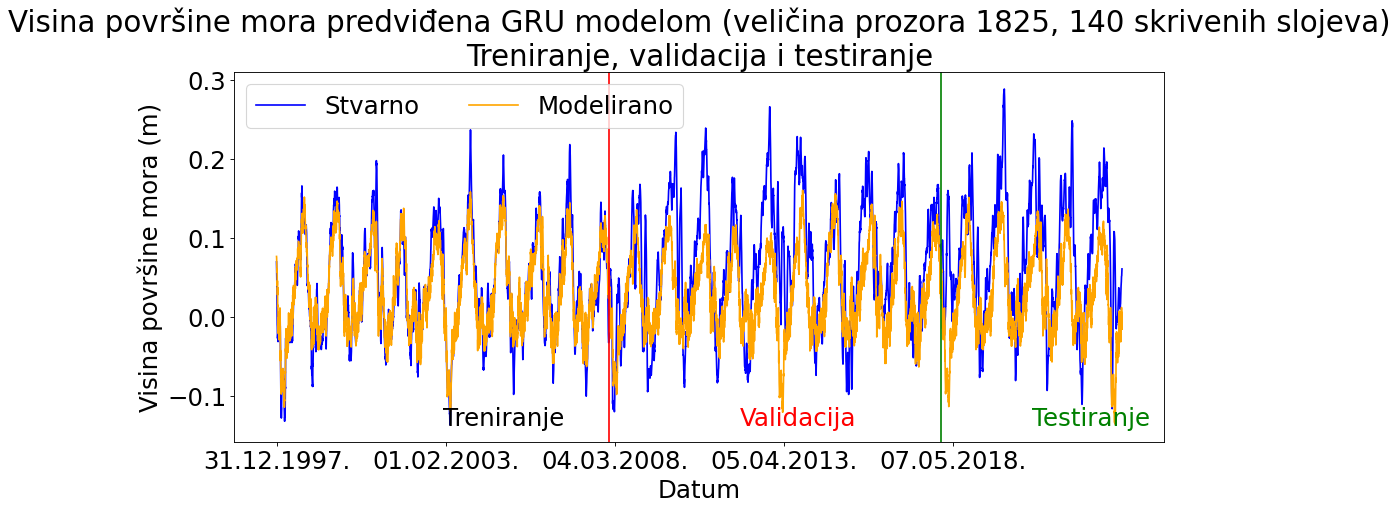 Visina površine mora predviđena GRU modelom (veličina prozora 1825, 140 skrivenih slojeva)
Treniranje, validacija i testiranje
Stvarno
Modelirano
Visina površine mora (m)
0.3
0.2
0.1
0.0
−0.1
Treniranje
Validacija
Testiranje
31.12.1997.
01.02.2003.
04.03.2008.
05.04.2013.
07.05.2018.
Datum